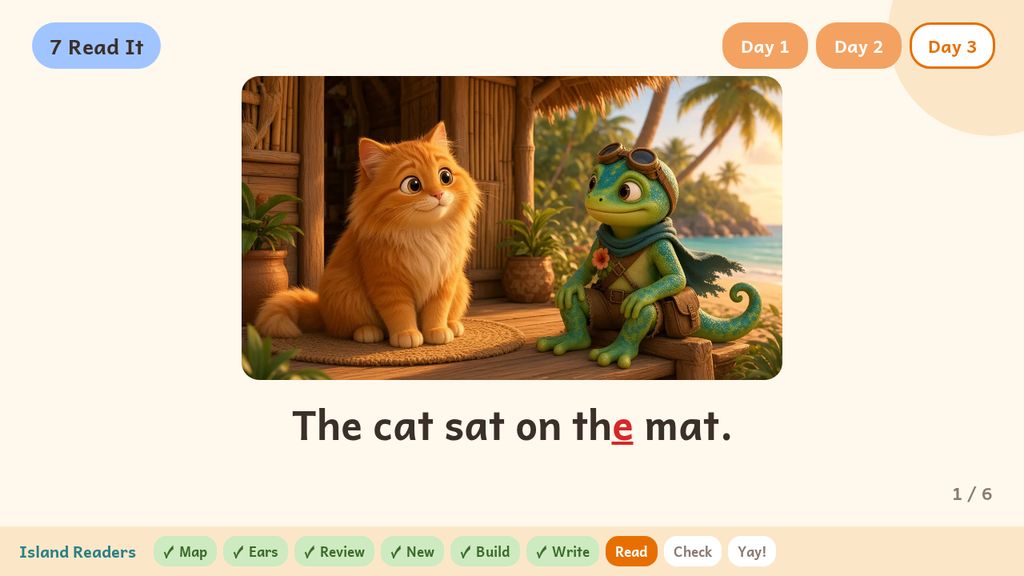 7 Read It
Day 1
Day 2
Day 3
The cat sat on the mat.
1 / 6
Island Readers
✓ Map
✓ Ears
✓ Review
✓ New
✓ Build
✓ Write
Read
Check
Yay!